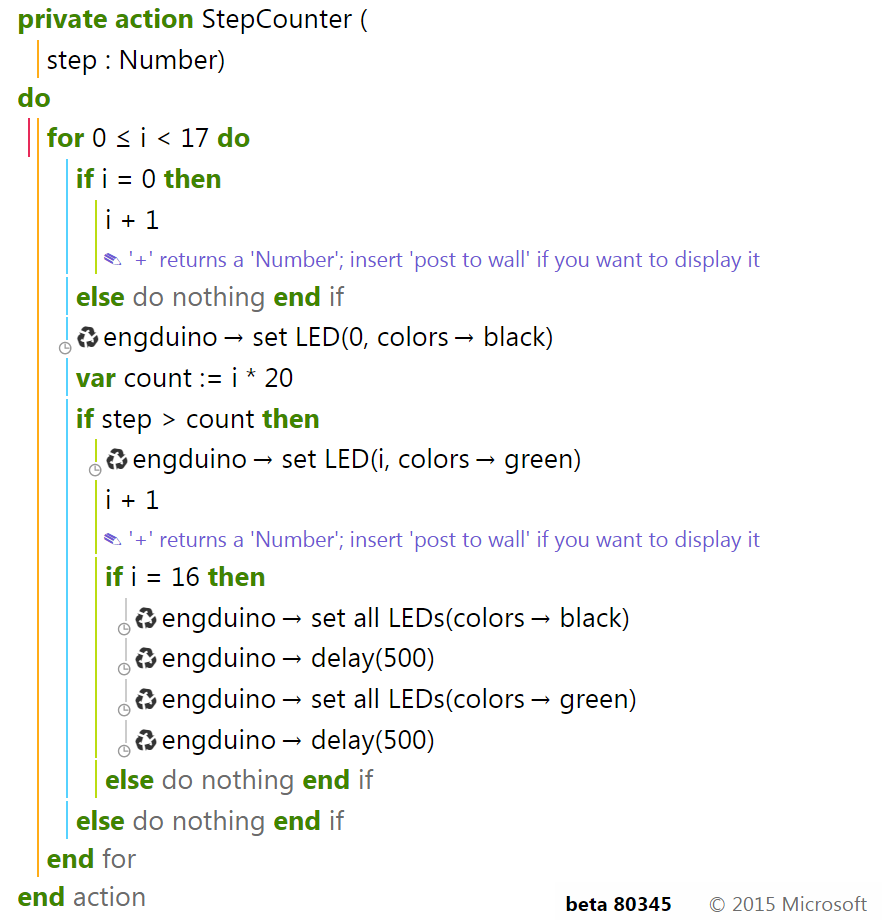 private action StepCounter (
step : Number)
do
for 0 ≤ i < 17 do
if i = 0 then
i + 1
'+' returns a 'Number'; insert 'post to wall' if you want to display it
else do nothing end if
engduino → set LED(0, colors → black)
var count := i * 20
if step > count then
engduino → set LED(i, colors → green)
i + 1
'+' returns a 'Number'; insert 'post to wall' if you want to display it
if i = 16 then
engduino → set all LEDs(colors → black)
engduino → delay(500)
engduino → set all LEDs(colors → green)
engduino → delay(500)
else do nothing end if
else do nothing end if
end for
end action
beta 80345 © 2015 Microsoft